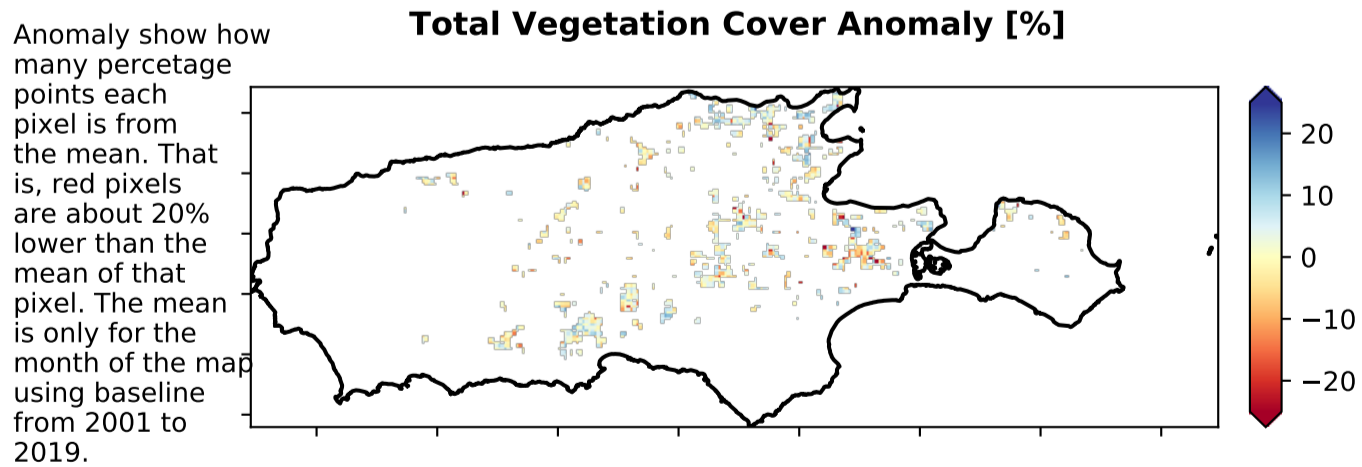 Total Vegetation Cover Anomaly [%]
Anomaly show how
many percetage
points each
pixel is from
the mean. That
is, red pixels
are about 20%
lower than the
mean of that
pixel. The mean
is only for the
month of the map
using baseline
from 2001 to
2019.
20
10
0
−10
−20